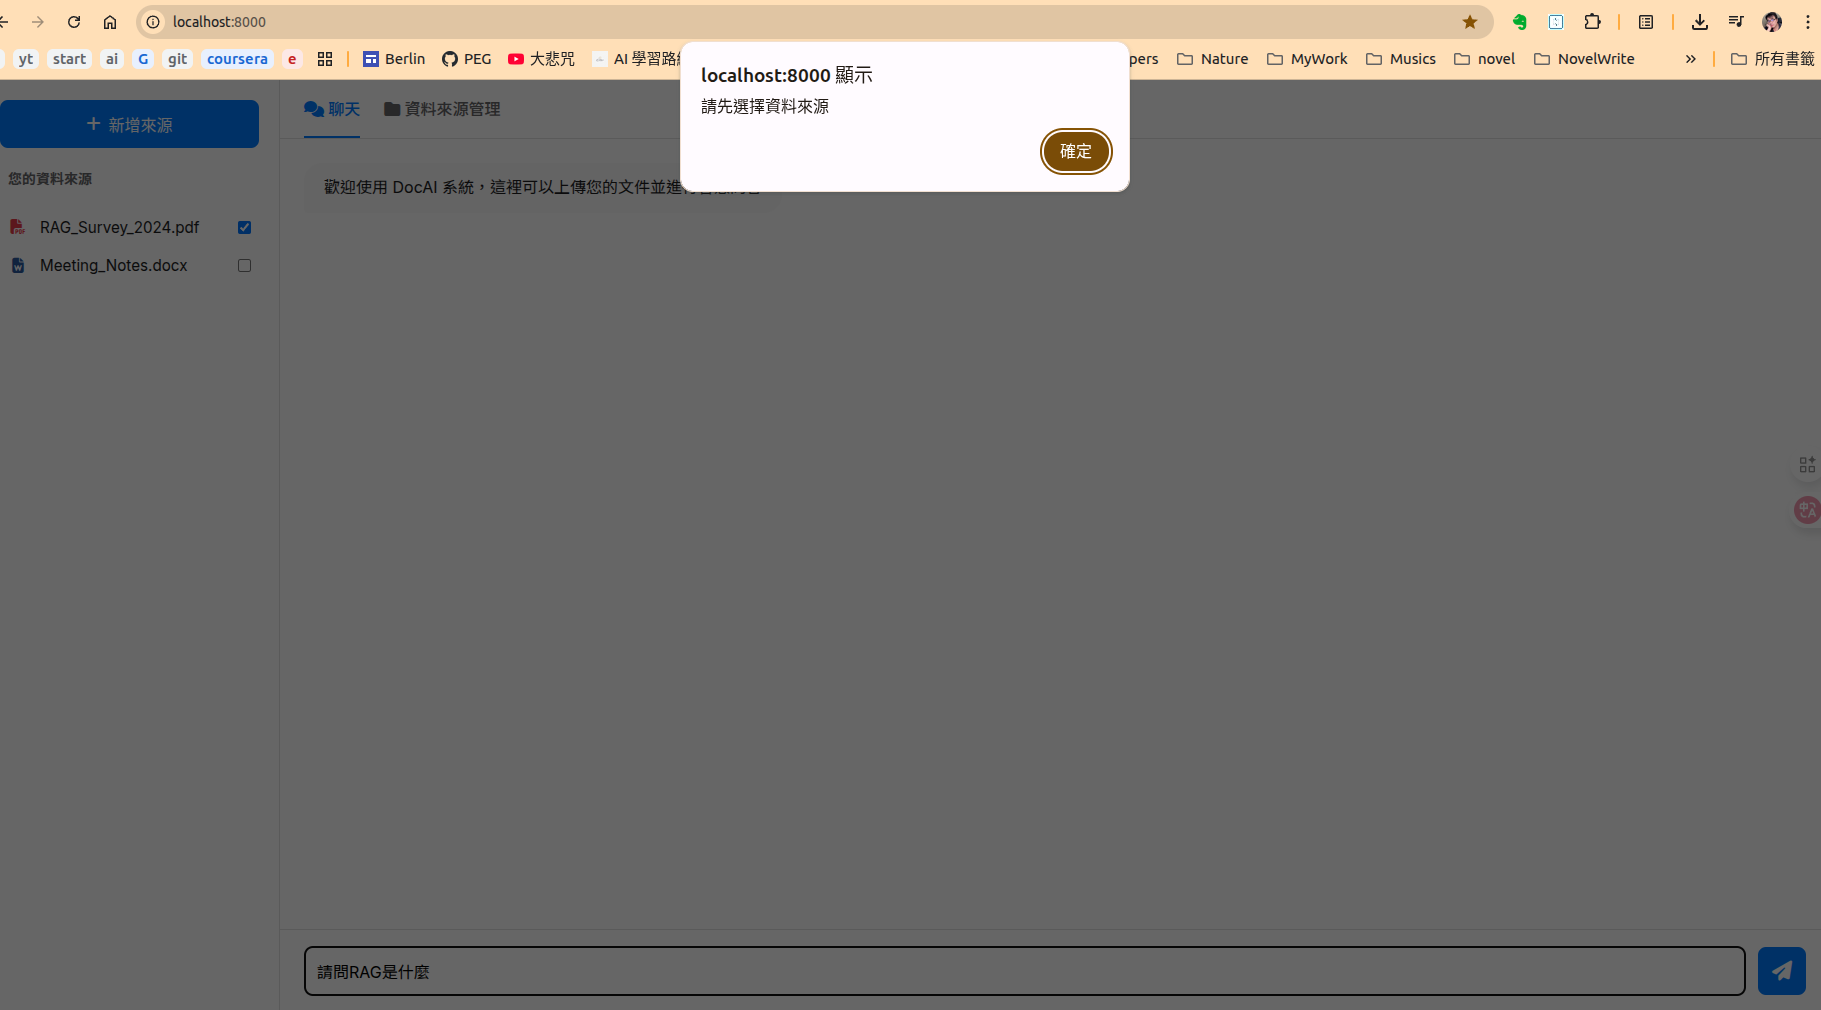 localhost:8000
yt start ai G git coursera e Berlin PEG 大悲咒 AI 學習路 pers Nature MyWork Musics novel NovelWrite 所有書籤
localhost:8000 顯示
請先選擇資料來源
確定
新增來源
聊天 資料來源管理
您的資料來源
歡迎使用 DocAI 系統，這裡可以上傳您的文件並進
RAG_Survey_2024.pdf
Meeting_Notes.docx
請問RAG是什麼